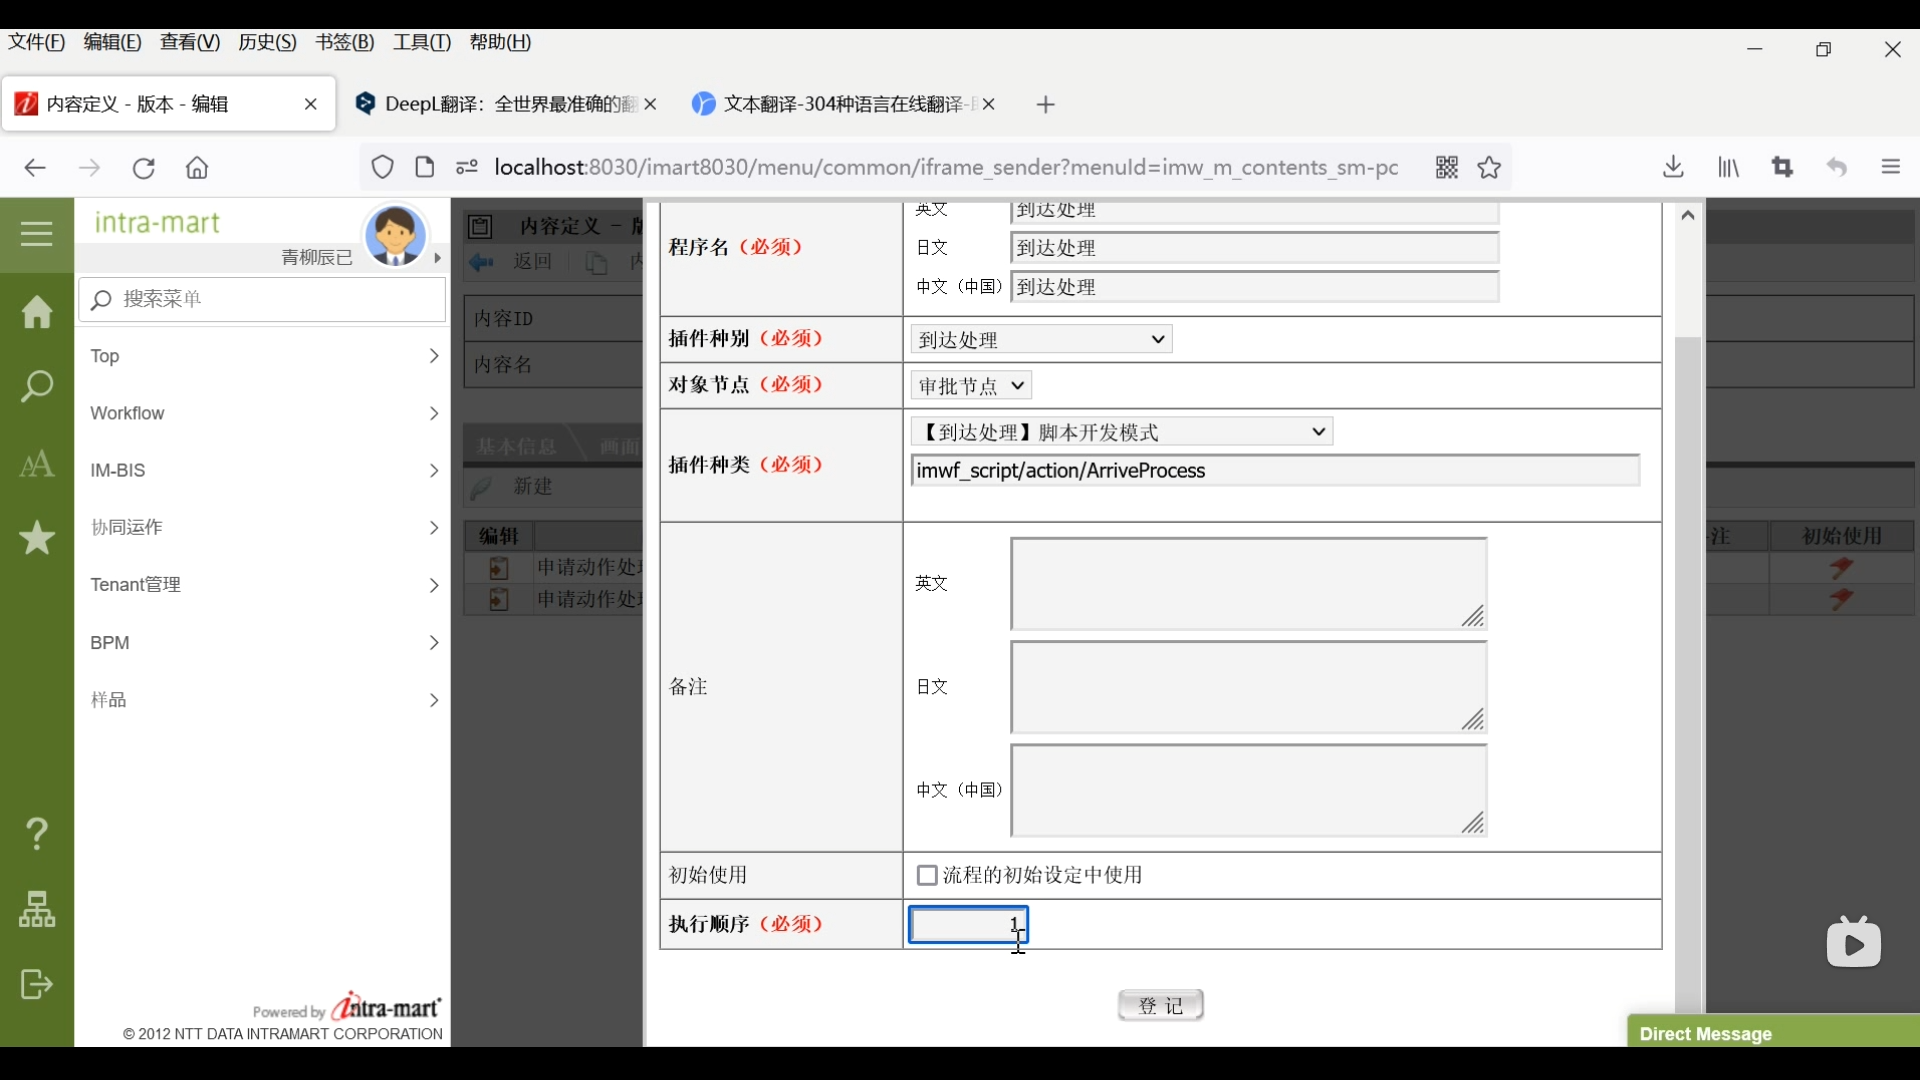 文件(F) 编辑(E) 查看(V) 历史(S) 书签(B) 工具(T) 帮助(H)
内容定义 - 版本 - 编辑
DeepL翻译：全世界最准确的翻
文本翻译-304种语言在线翻译-
localhost:8030/imart8030/menu/common/iframe_sender?menuId=imw_m_contents_sm-pc
intra-mart
青柳辰已
搜索菜单
Top
Workflow
IM-BIS
协同运作
Tenant管理
BPM
样品
Powered by intra-mart
© 2012 NTT DATA INTRAMART CORPORATION
内容定义 -
返回
内容ID
内容名
基本信息 画面
新建
编辑
申请动作处
申请动作处
注 初始使用
程序名（必须）
英文 到达处理
日文 到达处理
中文（中国） 到达处理
插件种别（必须） 到达处理
对象节点（必须） 审批节点
插件种类（必须） 【到达处理】脚本开发模式
imwf_script/action/ArriveProcess
备注
英文
日文
中文（中国）
初始使用 流程的初始设定中使用
执行顺序（必须） 1
登 记
Direct Message